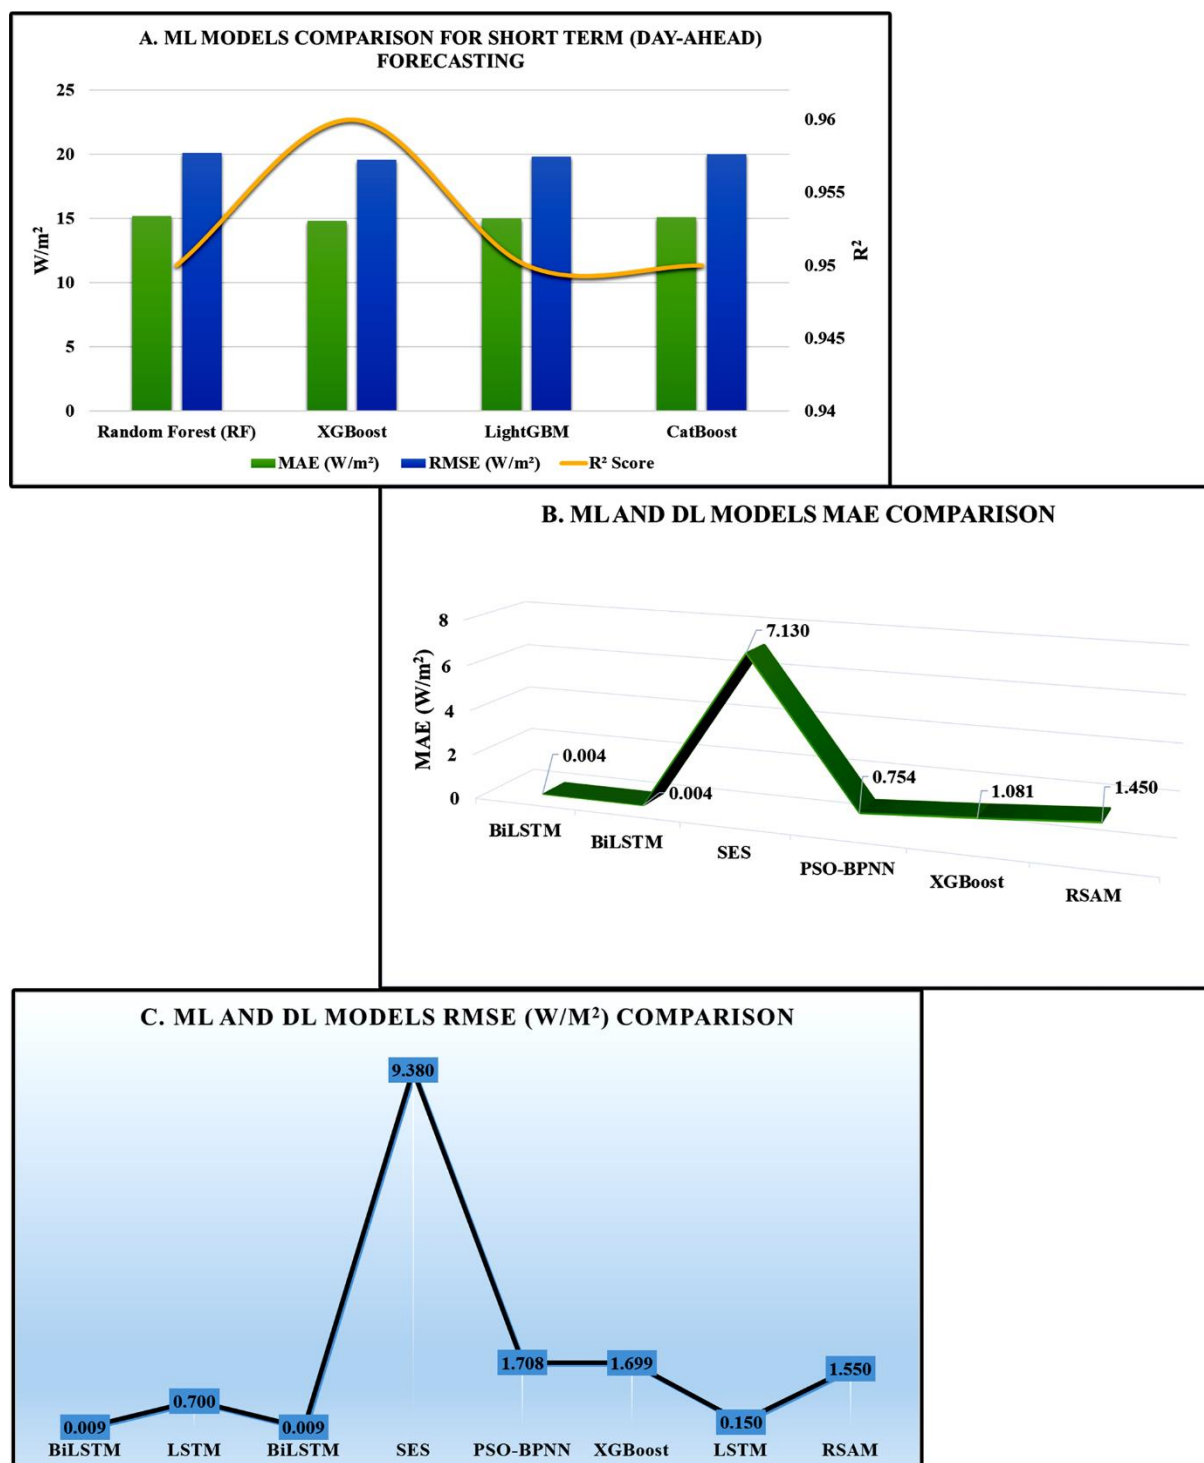 A. ML MODELS COMPARISON FOR SHORT TERM (DAY-AHEAD)
FORECASTING
25
20
15
10
5
0
W/m²
0.96
0.955
0.95
0.945
0.94
R²
Random Forest (RF) XGBoost LightGBM CatBoost
MAE (W/m²) RMSE (W/m²) R² Score
B. ML AND DL MODELS MAE COMPARISON
8
6
4
2
0
MAE (W/m²)
0.004
0.004
7.130
0.754
1.081
1.450
BiLSTM
BiLSTM
SES
PSO-BPNN
XGBoost
RSAM
C. ML AND DL MODELS RMSE (W/M²) COMPARISON
9.380
1.708 1.699 1.550
0.700
0.009 0.009 0.150
BiLSTM LSTM BiLSTM SES PSO-BPNN XGBoost LSTM RSAM